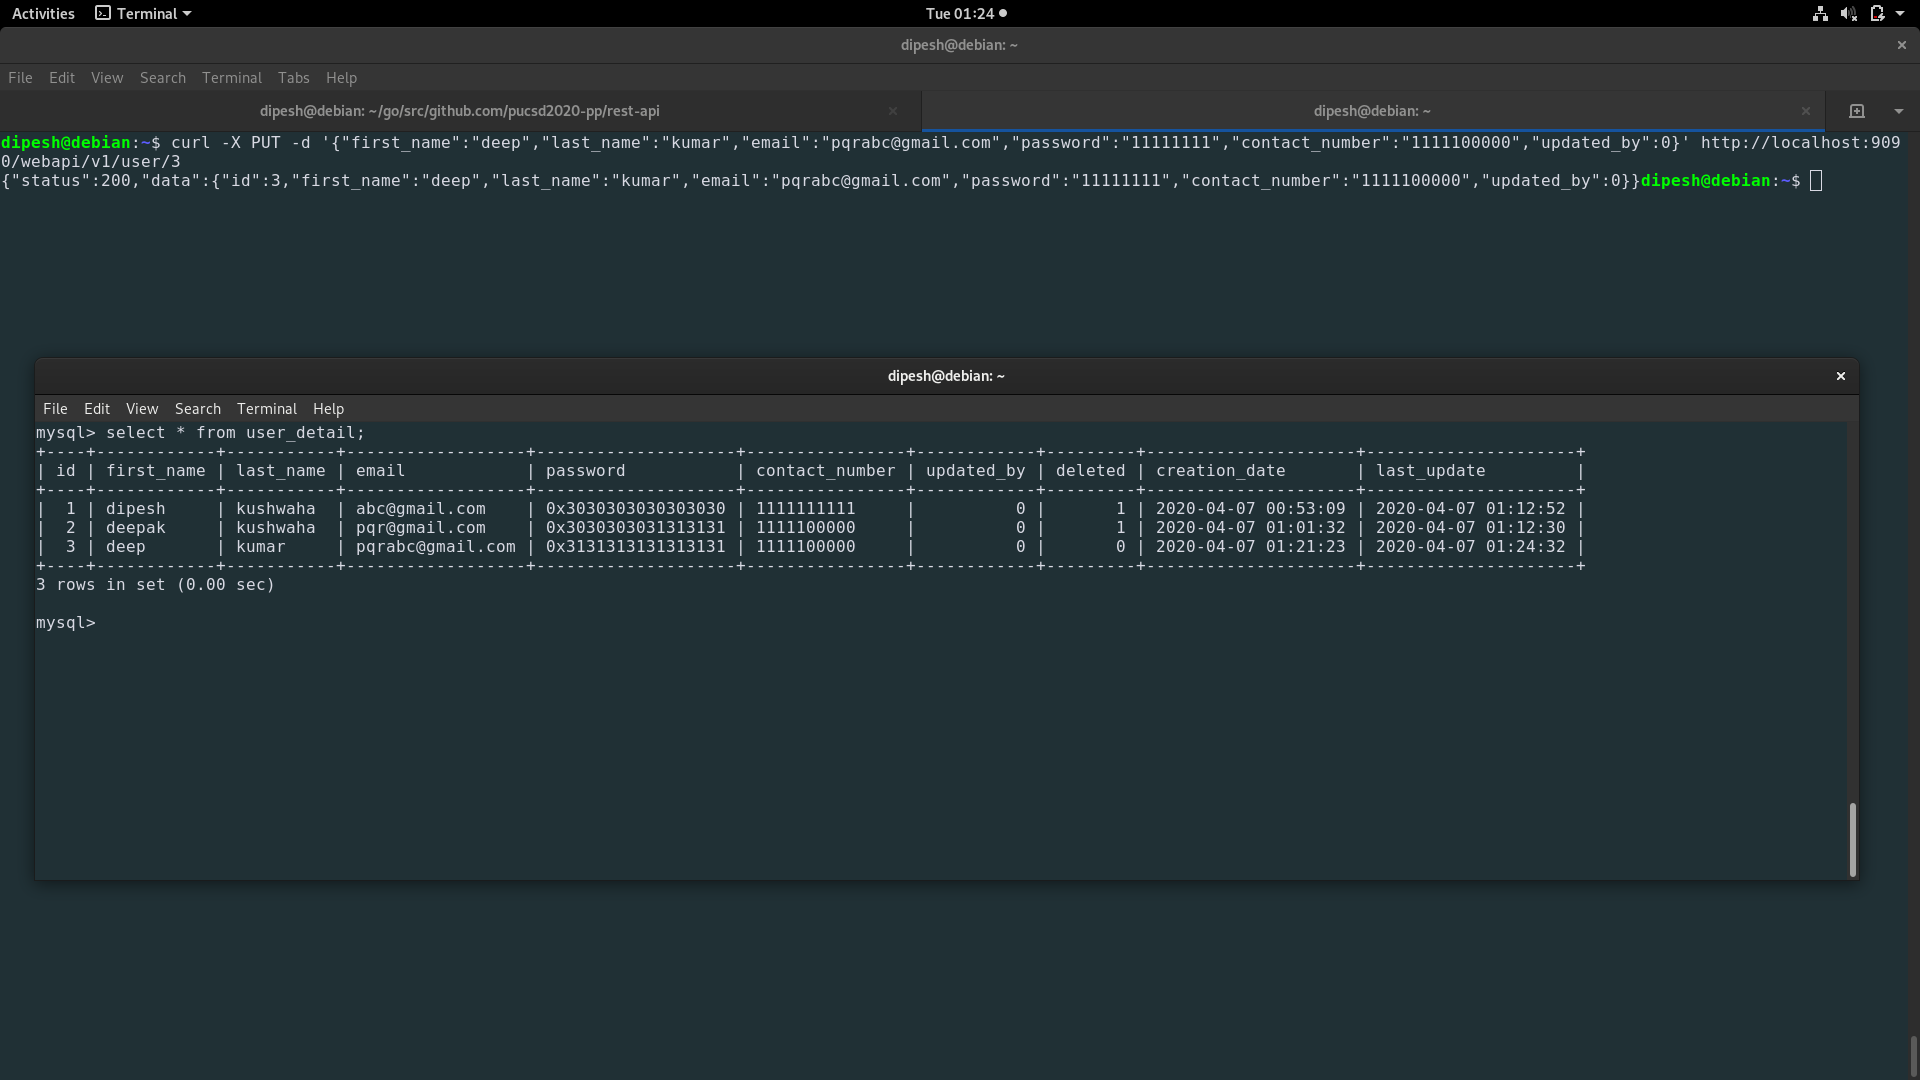 Activities Terminal Tue 01:24
dipesh@debian: ~
File Edit View Search Terminal Tabs Help
dipesh@debian: ~/go/src/github.com/pucsd2020-pp/rest-api dipesh@debian: ~
dipesh@debian:~$ curl -X PUT -d '{"first_name":"deep","last_name":"kumar","email":"pqrabc@gmail.com","password":"11111111","contact_number":"1111100000","updated_by":0}' http://localhost:909
0/webapi/v1/user/3
{"status":200,"data":{"id":3,"first_name":"deep","last_name":"kumar","email":"pqrabc@gmail.com","password":"11111111","contact_number":"1111100000","updated_by":0}}dipesh@debian:~$
dipesh@debian: ~
File Edit View Search Terminal Help
mysql> select * from user_detail;
+----+------------+-----------+------------------+--------------------+----------------+------------+---------+---------------------+---------------------+
| id | first_name | last_name | email            | password           | contact_number | updated_by | deleted | creation_date       | last_update         |
+----+------------+-----------+------------------+--------------------+----------------+------------+---------+---------------------+---------------------+
|  1 | dipesh     | kushwaha  | abc@gmail.com    | 0x3030303030303030 | 1111111111     |          0 |       1 | 2020-04-07 00:53:09 | 2020-04-07 01:12:52 |
|  2 | deepak     | kushwaha  | pqr@gmail.com    | 0x3030303031313131 | 1111100000     |          0 |       1 | 2020-04-07 01:01:32 | 2020-04-07 01:12:30 |
|  3 | deep       | kumar     | pqrabc@gmail.com | 0x3131313131313131 | 1111100000     |          0 |       0 | 2020-04-07 01:21:23 | 2020-04-07 01:24:32 |
+----+------------+-----------+------------------+--------------------+----------------+------------+---------+---------------------+---------------------+
3 rows in set (0.00 sec)
mysql>